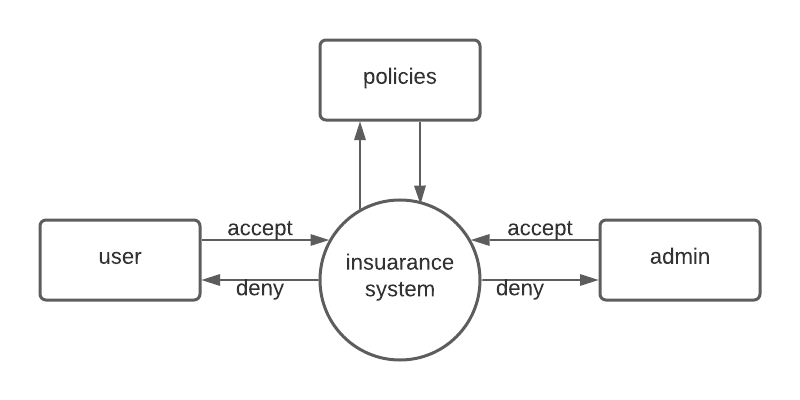 policies
accept
accept
user
insuarance
system
admin
deny
deny